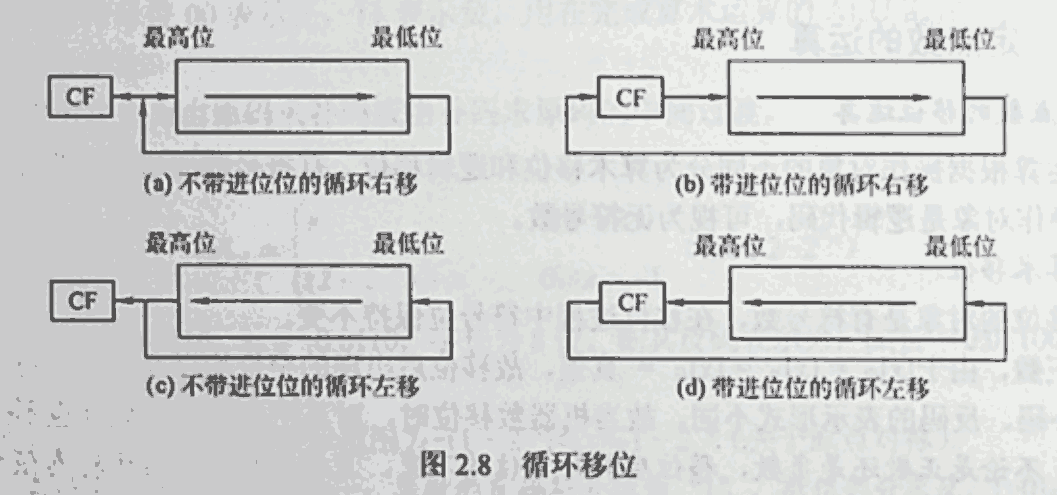 最高位 最低位 最高位 最低位
CF CF
(a) 不带进位位的循环右移 (b) 带进位位的循环右移
最高位 最低位 最高位 最低位
CF CF
(c) 不带进位位的循环左移 (d) 带进位位的循环左移
图 2.8 循环移位